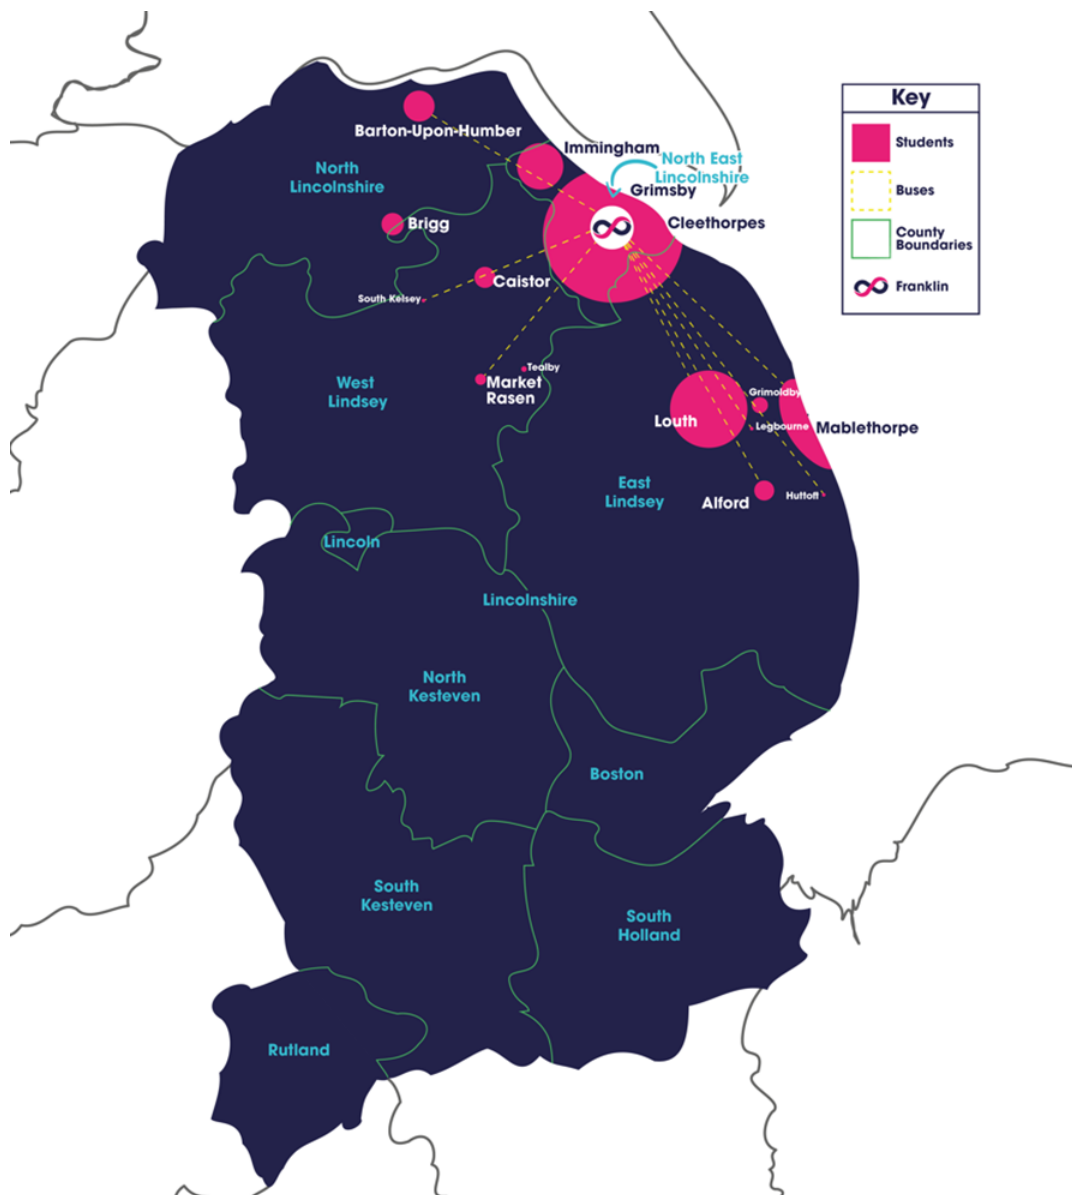 Key
Students
Buses
County
Boundaries
Franklin
Barton-Upon-Humber
Immingham
North East
Lincolnshire
Grimsby
Cleethorpes
North
Lincolnshire
Brigg
Caistor
South Kelsey
Tealby
Market
Rasen
West
Lindsey
Louth
Grimoldby
Legbourne
Mablethorpe
Alford
Huttoft
East
Lindsey
Lincoln
Lincolnshire
North
Kesteven
Boston
South
Kesteven
South
Holland
Rutland